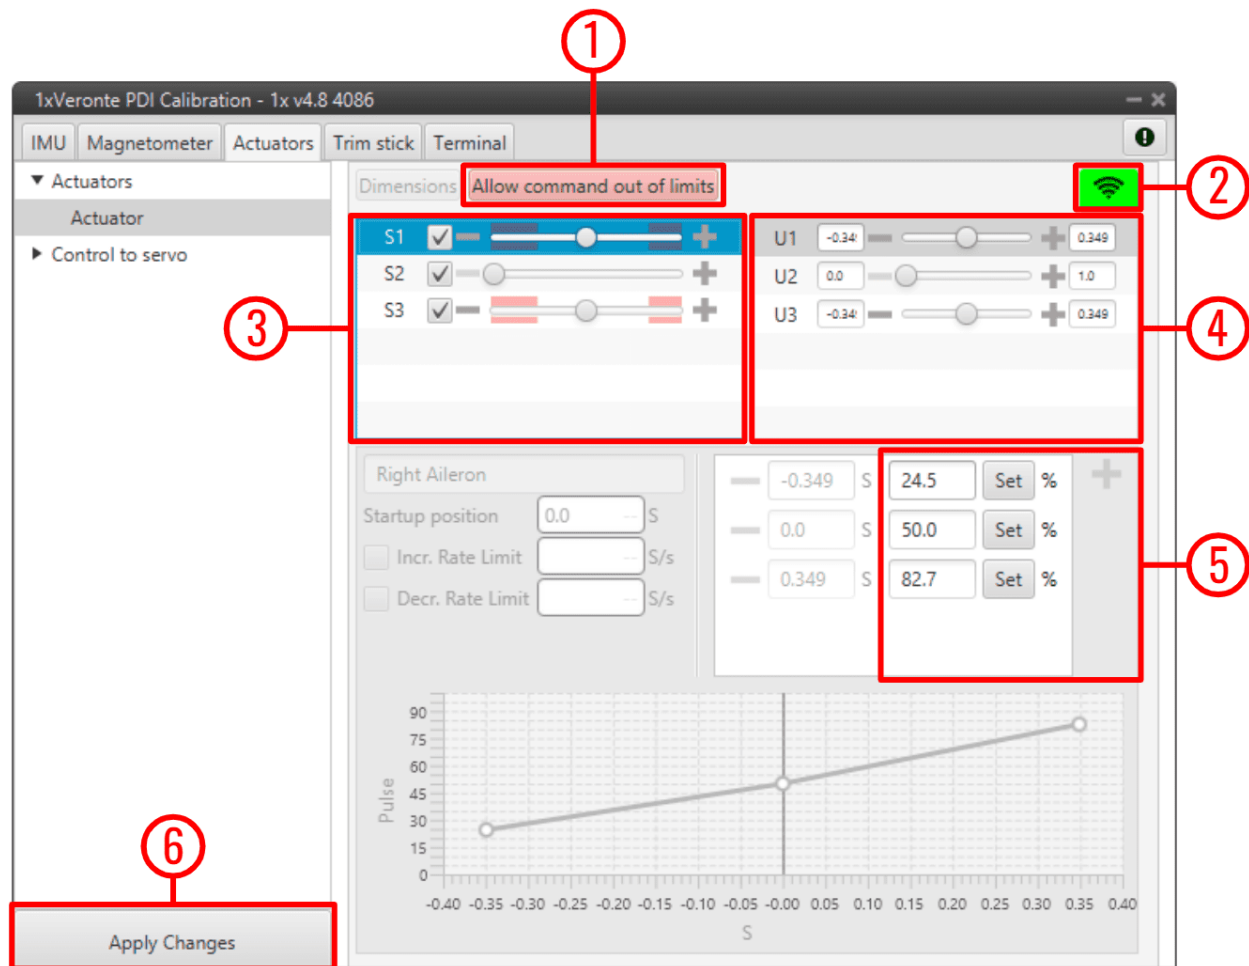 1
1xVeronte PDI Calibration - 1x v4.8 4086
IMU Magnetometer Actuators Trim stick Terminal
Actuators
Actuator
Control to servo
Dimensions Allow command out of limits
2
S1
S2
S3
3
U1 -0.34 0.349
U2 0.0 1.0
U3 -0.34 0.349
4
Right Aileron
Startup position 0.0 -- S
Incr. Rate Limit -- S/s
Decr. Rate Limit -- S/s
-0.349 S 24.5 Set %
0.0 S 50.0 Set %
0.349 S 82.7 Set %
5
Pulse
90
75
60
45
30
15
0
-0.40 -0.35 -0.30 -0.25 -0.20 -0.15 -0.10 -0.05 -0.00 0.05 0.10 0.15 0.20 0.25 0.30 0.35 0.40
S
6
Apply Changes